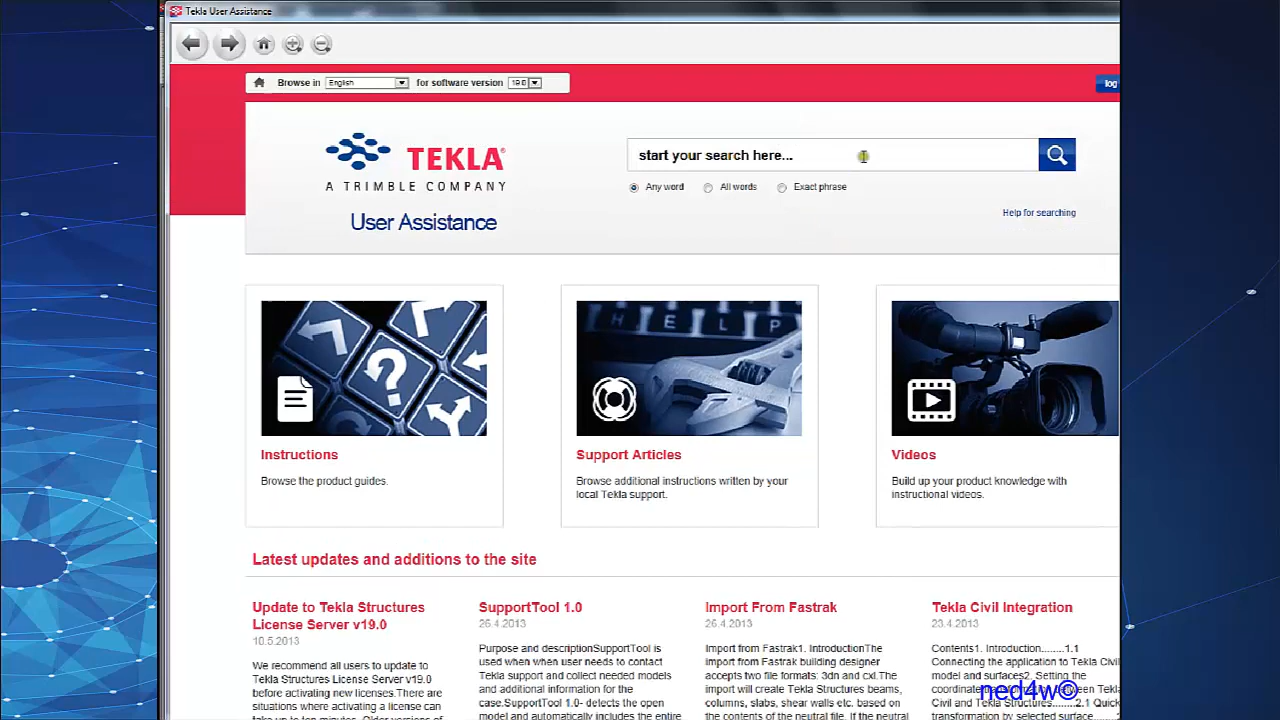 Tekla User Assistance
Browse in English for software version 19.0
log
start your search here...
TEKLA®
A TRIMBLE COMPANY
User Assistance
Any word All words Exact phrase
Help for searching
HELP
Instructions
Browse the product guides.
Support Articles
Browse additional instructions written by your
local Tekla support.
Videos
Build up your product knowledge with
instructional videos.
Latest updates and additions to the site
Update to Tekla Structures
License Server v19.0
10.5.2013
We recommend all users to update to
Tekla Structures License Server v19.0
before activating new licenses.There are
situations where activating a license can
SupportTool 1.0
26.4.2013
Purpose and descriptionSupportTool is
used when when user needs to contact
Tekla support and collect needed models
and additional information for the
case.SupportTool 1.0- detects the open
model and automatically includes the entire
Import From Fastrak
26.4.2013
Import from Fastrak1. IntroductionThe
import from Fastrak building designer
accepts two file formats: 3dn and cxl.The
import will create Tekla Structures beams,
columns, slabs, shear walls etc. based on
the contents of the neutral file. If the neutral
Tekla Civil Integration
23.4.2013
Contents1. Introduction........1.1
Connecting the application to Tekla Civil
model and surfaces2. Setting the
between Tekla
Civil and Tekla Structures.......2.1 Quick
transformation by selected surface......
ned4w©